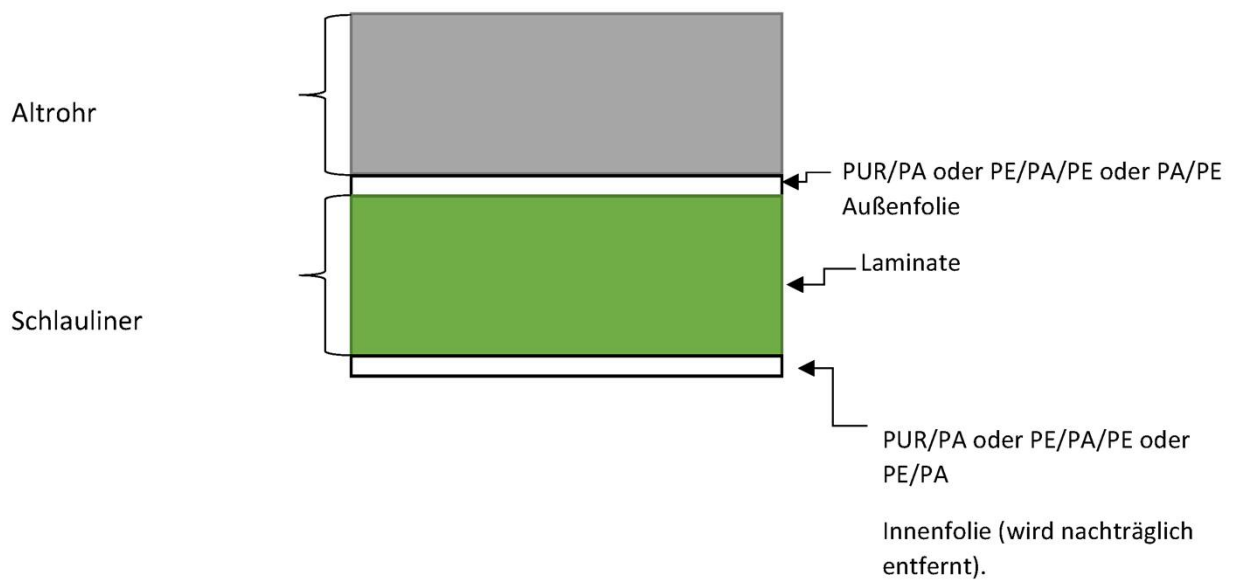 Altrohr
PUR/PA oder PE/PA/PE oder PA/PE
Außenfolie
Laminate
Schlauliner
PUR/PA oder PE/PA/PE oder
PE/PA
Innenfolie (wird nachträglich
entfernt).